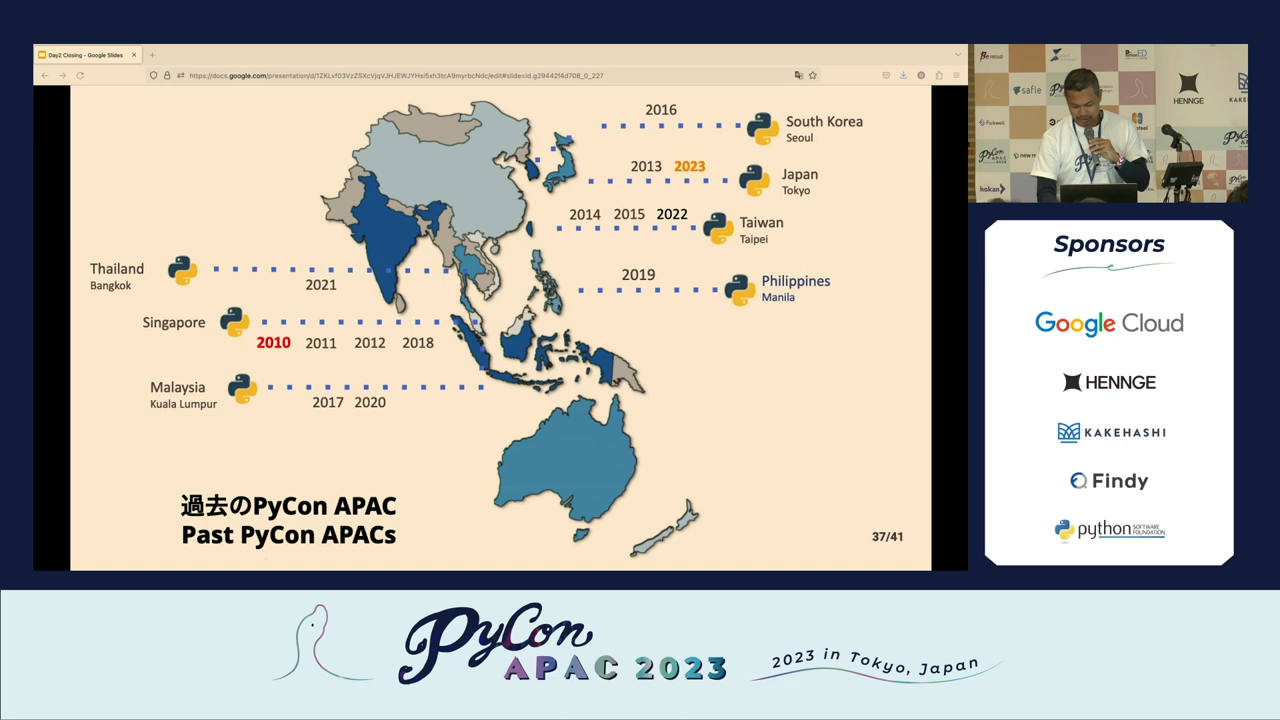 Day2 Closing - Google Slides
2016
South Korea
Seoul
2013 2023
Japan
Tokyo
2014 2015 2022
Taiwan
Taipei
Thailand
Bangkok
2021
2019
Philippines
Manila
Singapore
2010 2011 2012 2018
Malaysia
Kuala Lumpur
2017 2020
過去のPyCon APAC
Past PyCon APACs
37/41
safie
HENNGE
hokan
Sponsors
Google Cloud
HENNGE
KAKEHASHI
Findy
python SOFTWARE FOUNDATION
PyCon
APAC 2023
2023 in Tokyo, Japan